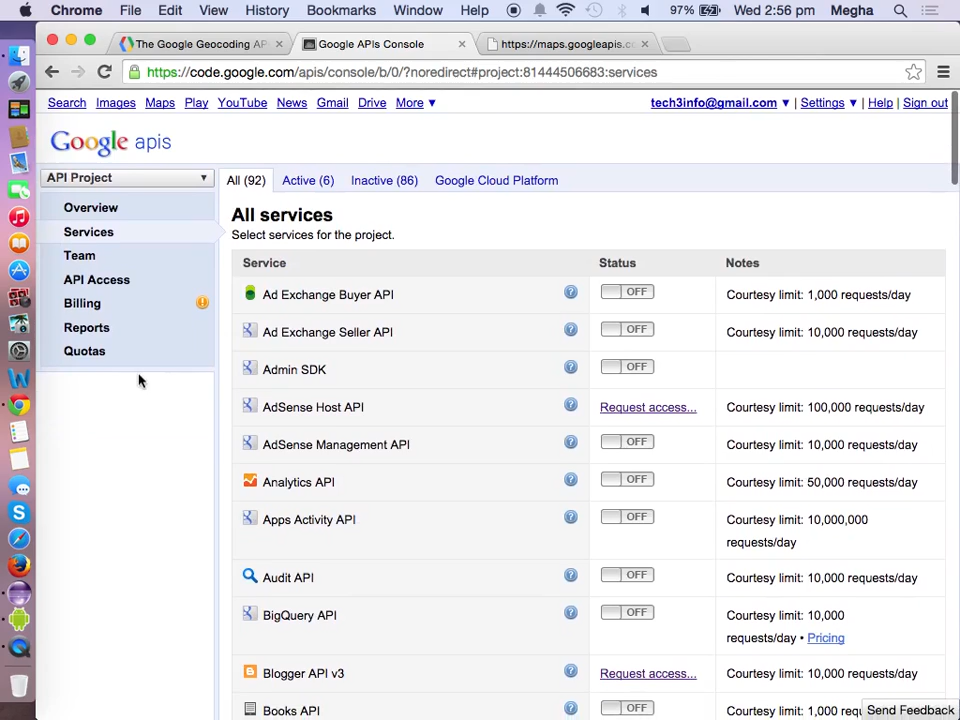 Chrome File Edit View History Bookmarks Window Help 97% Wed 2:56 pm Megha
The Google Geocoding AP
Google APIs Console
https://maps.googleapis.co
https://code.google.com/apis/console/b/0/?noredirect#project:81444506683:services
Search Images Maps Play YouTube News Gmail Drive More ▼ tech3info@gmail.com ▼ | Settings ▼ | Help | Sign out
Google apis
API Project ▼
All (92) Active (6) Inactive (86) Google Cloud Platform
Overview
Services
Team
API Access
Billing
Reports
Quotas
All services
Select services for the project.
Service Status Notes
Ad Exchange Buyer API ? OFF Courtesy limit: 1,000 requests/day
Ad Exchange Seller API ? OFF Courtesy limit: 10,000 requests/day
Admin SDK ? OFF
AdSense Host API ? Request access... Courtesy limit: 100,000 requests/day
AdSense Management API ? OFF Courtesy limit: 10,000 requests/day
Analytics API ? OFF Courtesy limit: 50,000 requests/day
Apps Activity API ? OFF Courtesy limit: 10,000,000
requests/day
Audit API ? OFF Courtesy limit: 10,000 requests/day
BigQuery API ? OFF Courtesy limit: 10,000
requests/day • Pricing
Blogger API v3 ? Request access... Courtesy limit: 10,000 requests/day
Books API ? OFF Courtesy limit: 1,000 requ
Send Feedback